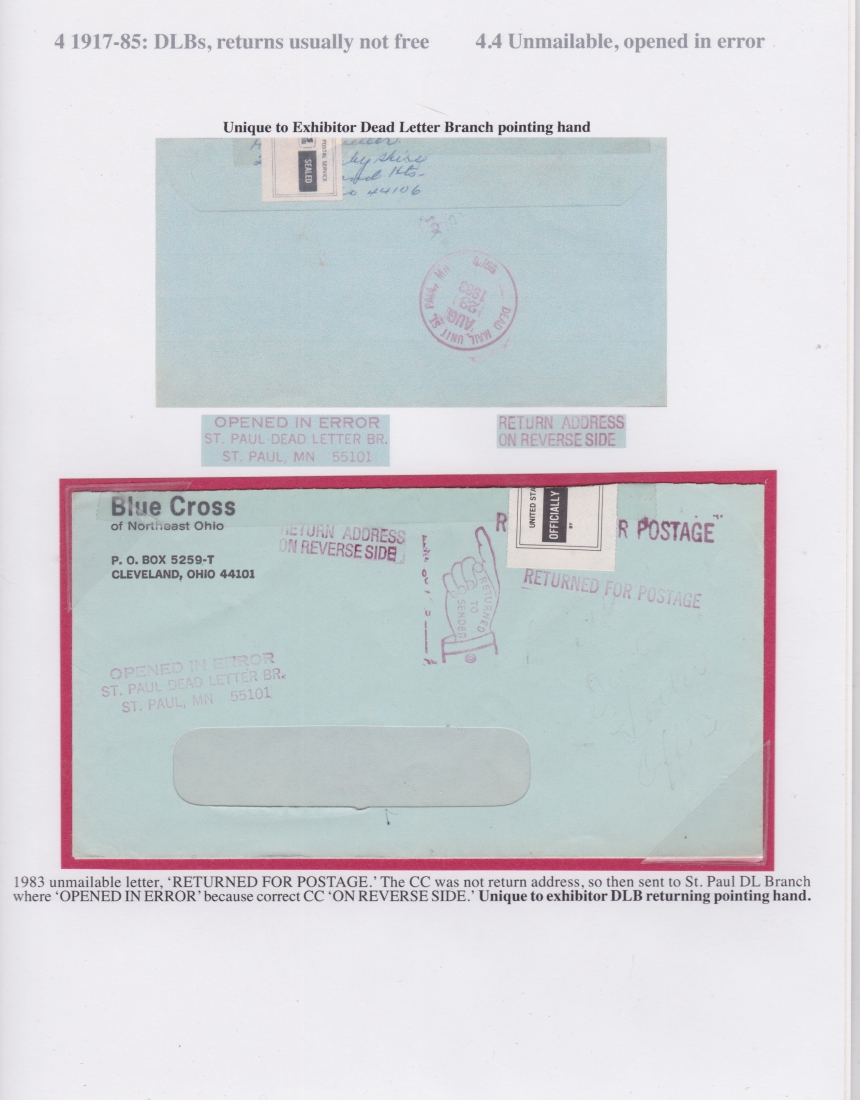 4 1917-85: DLBs, returns usually not free 4.4 Unmailable, opened in error
Unique to Exhibitor Dead Letter Branch pointing hand
POSTAL SERVICE
SEALED
44106
DEAD MAIL UNIT St. PAUL, MN
AUG
23
1983
OPENED IN ERROR
ST. PAUL DEAD LETTER BR.
ST. PAUL, MN 55101
RETURN ADDRESS
ON REVERSE SIDE
Blue Cross
of Northeast Ohio
P. O. BOX 5259-T
CLEVELAND, OHIO 44101
RETURN ADDRESS
ON REVERSE SIDE
RETURNED
TO
SENDER
UNITED STA
OFFICIALLY
BY
R R POSTAGE
RETURNED FOR POSTAGE
OPENED IN ERROR
ST. PAUL DEAD LETTER BR.
ST. PAUL, MN 55101
1983 unmailable letter, ‘RETURNED FOR POSTAGE.’ The CC was not return address, so then sent to St. Paul DL Branch
where ‘OPENED IN ERROR’ because correct CC ‘ON REVERSE SIDE.’ Unique to exhibitor DLB returning pointing hand.